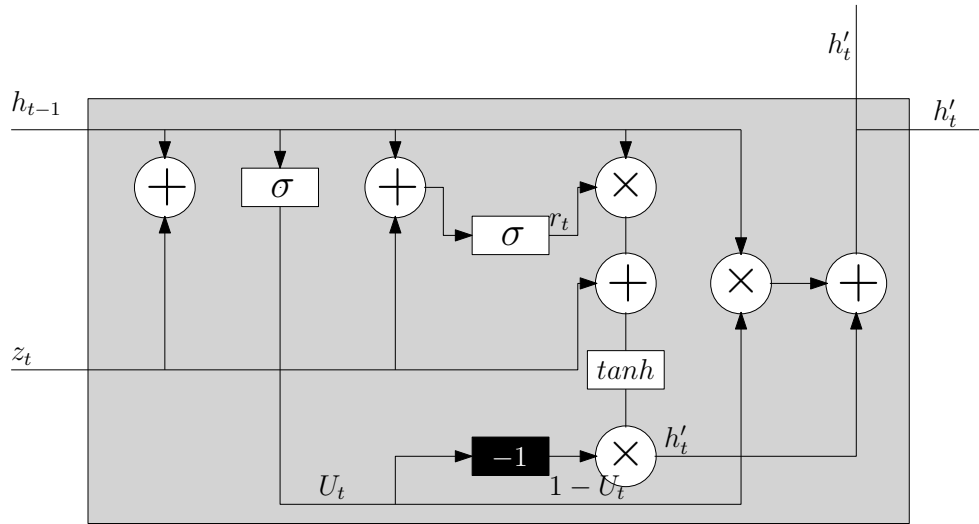 h'_t
h_{t-1}
h'_t
+
σ
+
×
σ
r_t
+
×
+
z_t
tanh
-1
×
h'_t
U_t
1 - U_t